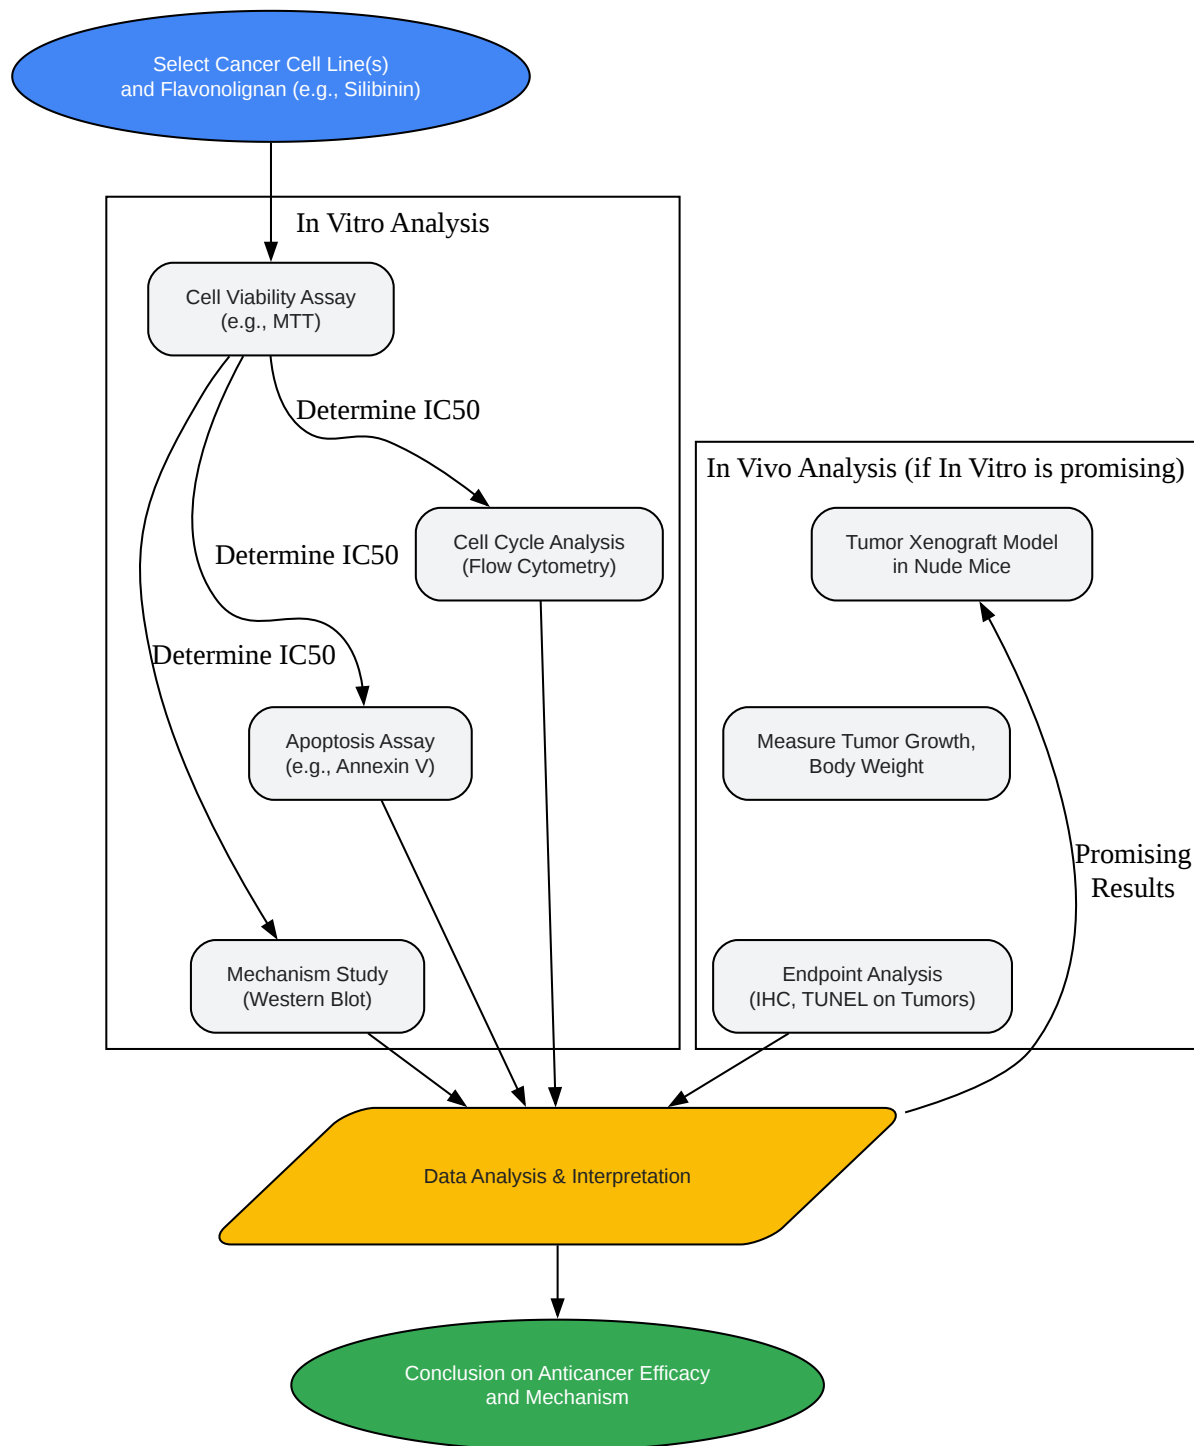 Select Cancer Cell Line(s)
and Flavonolignan (e.g., Silibinin)
In Vitro Analysis
Cell Viability Assay
(e.g., MTT)
Determine IC50
In Vivo Analysis (if In Vitro is promising)
Cell Cycle Analysis
(Flow Cytometry)
Tumor Xenograft Model
in Nude Mice
Determine IC50
Determine IC50
Apoptosis Assay
(e.g., Annexin V)
Measure Tumor Growth,
Body Weight
Promising
Results
Mechanism Study
(Western Blot)
Endpoint Analysis
(IHC, TUNEL on Tumors)
Data Analysis & Interpretation
Conclusion on Anticancer Efficacy
and Mechanism